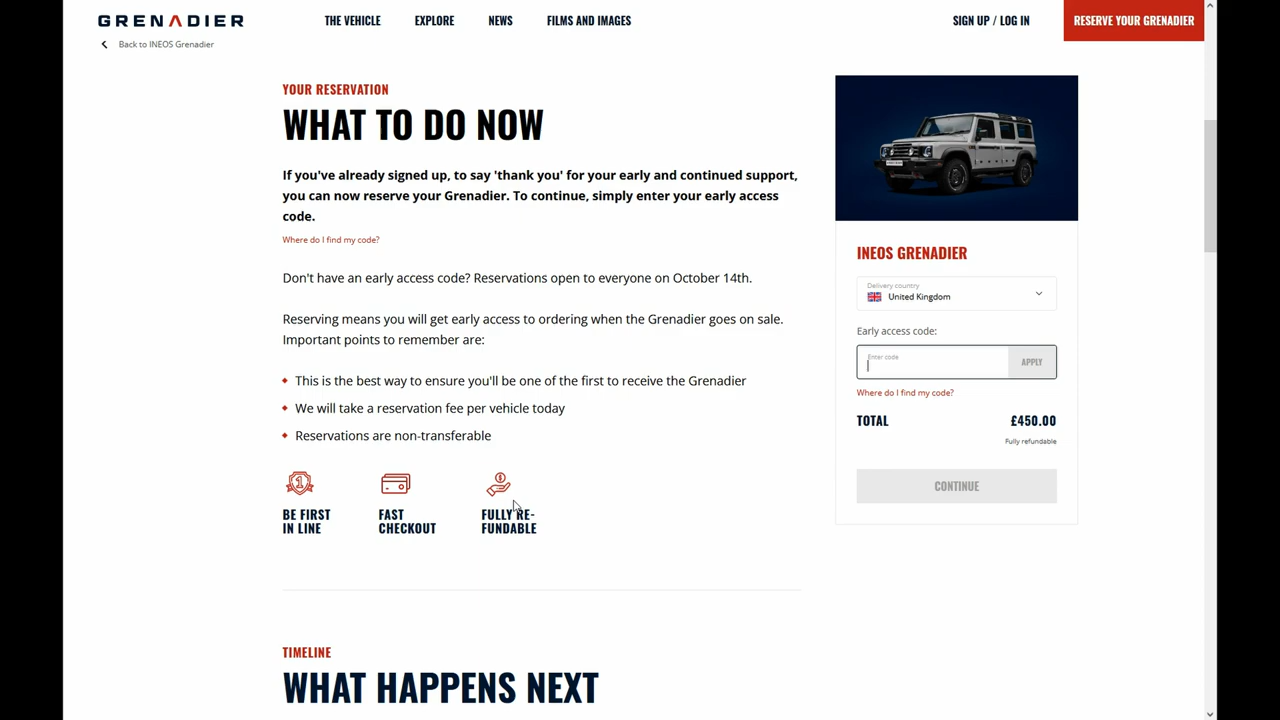 GRENADIER
THE VEHICLE
EXPLORE
NEWS
FILMS AND IMAGES
SIGN UP / LOG IN
RESERVE YOUR GRENADIER
Back to INEOS Grenadier
YOUR RESERVATION
WHAT TO DO NOW
If you've already signed up, to say 'thank you' for your early and continued support,
you can now reserve your Grenadier. To continue, simply enter your early access
code.
Where do I find my code?
Don't have an early access code? Reservations open to everyone on October 14th.
Reserving means you will get early access to ordering when the Grenadier goes on sale.
Important points to remember are:
This is the best way to ensure you'll be one of the first to receive the Grenadier
We will take a reservation fee per vehicle today
Reservations are non-transferable
1
$
BE FIRST
IN LINE
FAST
CHECKOUT
FULLY RE-
FUNDABLE
INEOS GRENADIER
Delivery country
United Kingdom
Early access code:
Enter code
APPLY
Where do I find my code?
TOTAL
£450.00
Fully refundable
CONTINUE
TIMELINE
WHAT HAPPENS NEXT